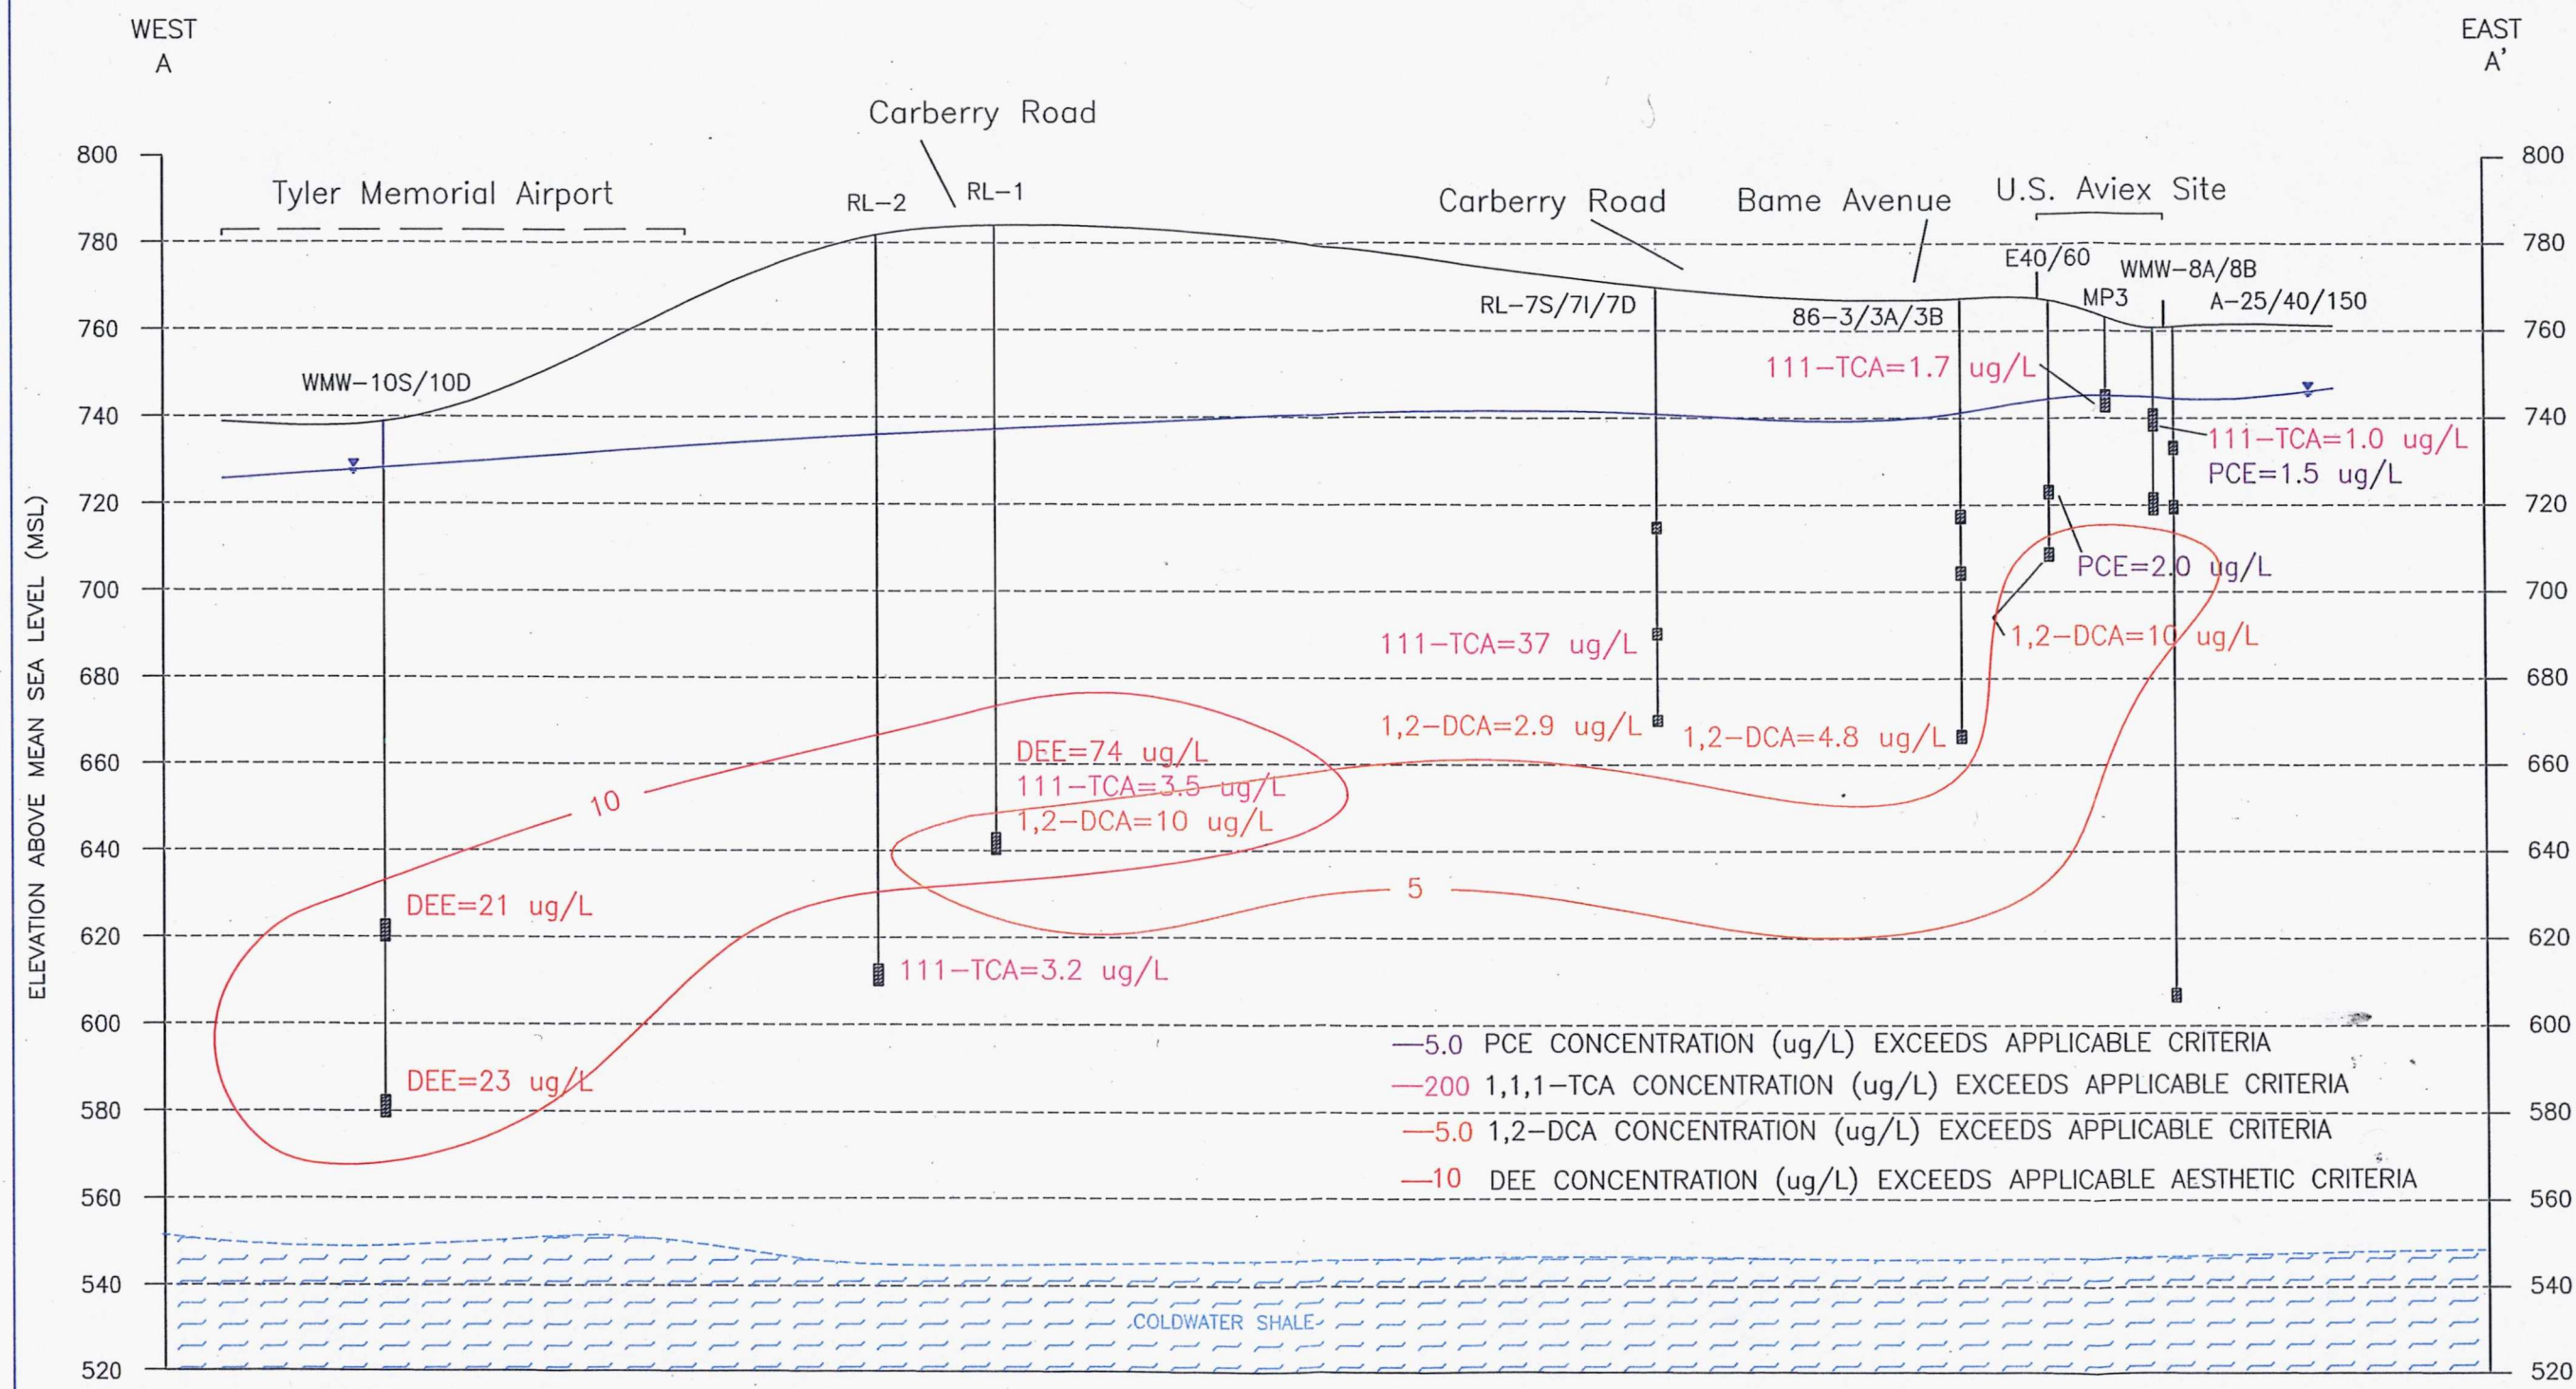 WEST
A
EAST
A'
Carberry Road
Tyler Memorial Airport
RL-2
RL-1
Carberry Road
Bame Avenue
U.S. Aviex Site
E40/60
WMW-8A/8B
MP3
A-25/40/150
RL-7S/7I/7D
86-3/3A/3B
WMW-10S/10D
111-TCA=1.7 ug/L
111-TCA=1.0 ug/L
PCE=1.5 ug/L
PCE=2.0 ug/L
1,2-DCA=10 ug/L
111-TCA=37 ug/L
1,2-DCA=2.9 ug/L
1,2-DCA=4.8 ug/L
DEE=74 ug/L
111-TCA=3.5 ug/L
1,2-DCA=10 ug/L
10
5
DEE=21 ug/L
111-TCA=3.2 ug/L
DEE=23 ug/L
5.0 PCE CONCENTRATION (ug/L) EXCEEDS APPLICABLE CRITERIA
200 1,1,1-TCA CONCENTRATION (ug/L) EXCEEDS APPLICABLE CRITERIA
5.0 1,2-DCA CONCENTRATION (ug/L) EXCEEDS APPLICABLE CRITERIA
10 DEE CONCENTRATION (ug/L) EXCEEDS APPLICABLE AESTHETIC CRITERIA
COLDWATER SHALE
ELEVATION ABOVE MEAN SEA LEVEL (MSL)
800
780
760
740
720
700
680
660
640
620
600
580
560
540
520
800
780
760
740
720
700
680
660
640
620
600
580
560
540
520